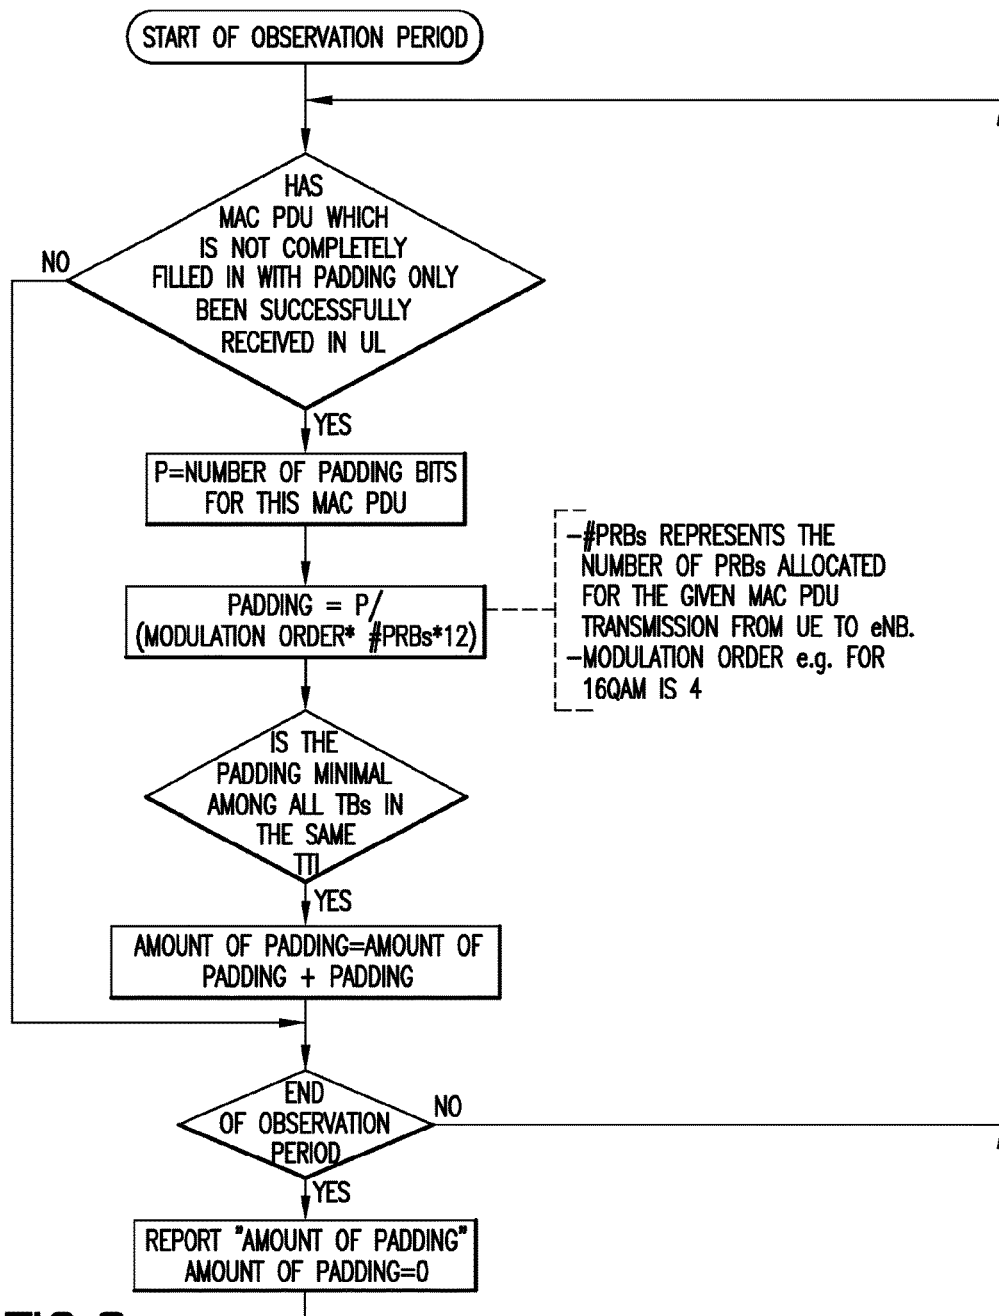 START OF OBSERVATION PERIOD
HAS
MAC PDU WHICH
IS NOT COMPLETELY
FILLED IN WITH PADDING ONLY
BEEN SUCCESSFULLY
RECEIVED IN UL
NO
YES
P=NUMBER OF PADDING BITS
FOR THIS MAC PDU
PADDING = P/
(MODULATION ORDER* #PRBs*12)
-#PRBs REPRESENTS THE
NUMBER OF PRBs ALLOCATED
FOR THE GIVEN MAC PDU
TRANSMISSION FROM UE TO eNB.
-MODULATION ORDER e.g. FOR
16QAM IS 4
IS THE
PADDING MINIMAL
AMONG ALL TBs IN
THE SAME
TTI
YES
AMOUNT OF PADDING=AMOUNT OF
PADDING + PADDING
END
OF OBSERVATION
PERIOD
NO
YES
REPORT "AMOUNT OF PADDING"
AMOUNT OF PADDING=0